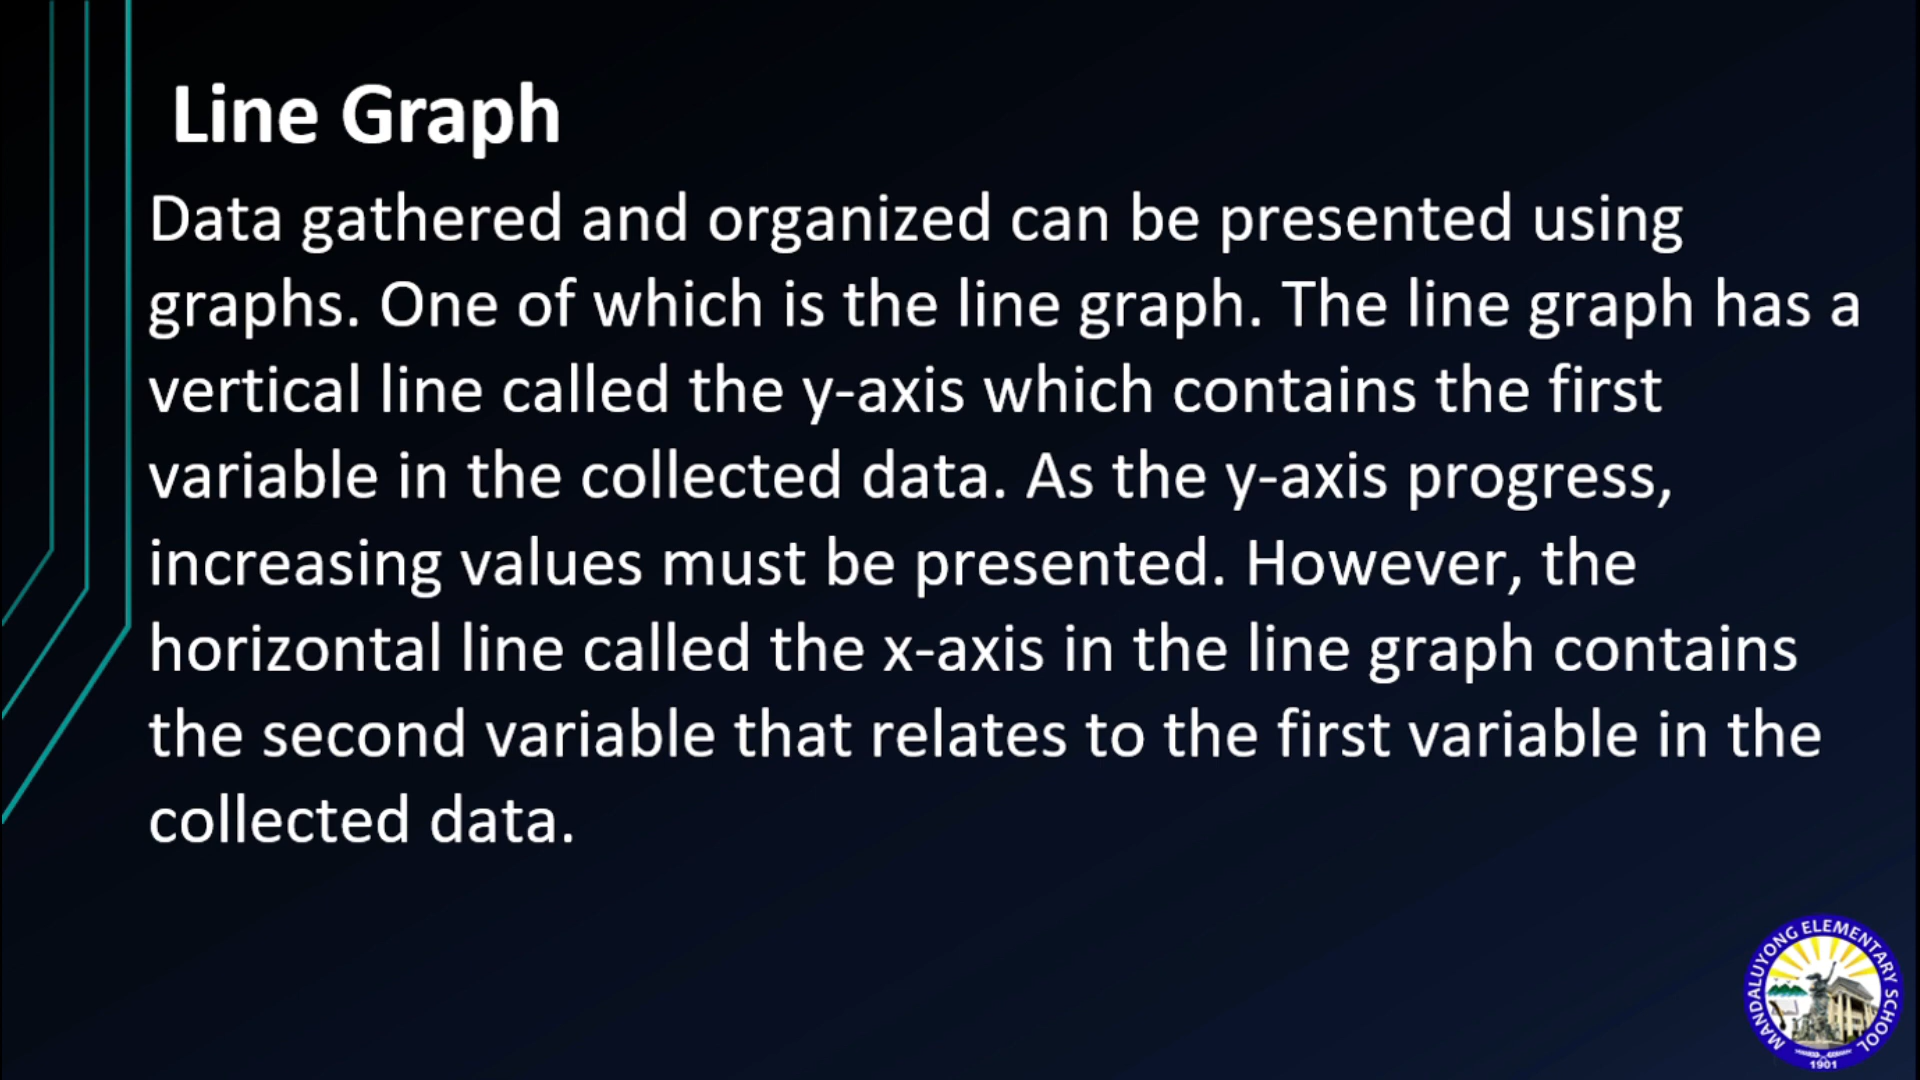 Line Graph
Data gathered and organized can be presented using
graphs. One of which is the line graph. The line graph has a
vertical line called the y-axis which contains the first
variable in the collected data. As the y-axis progress,
increasing values must be presented. However, the
horizontal line called the x-axis in the line graph contains
the second variable that relates to the first variable in the
collected data.
MANDALUYONG ELEMENTARY SCHOOL
1901